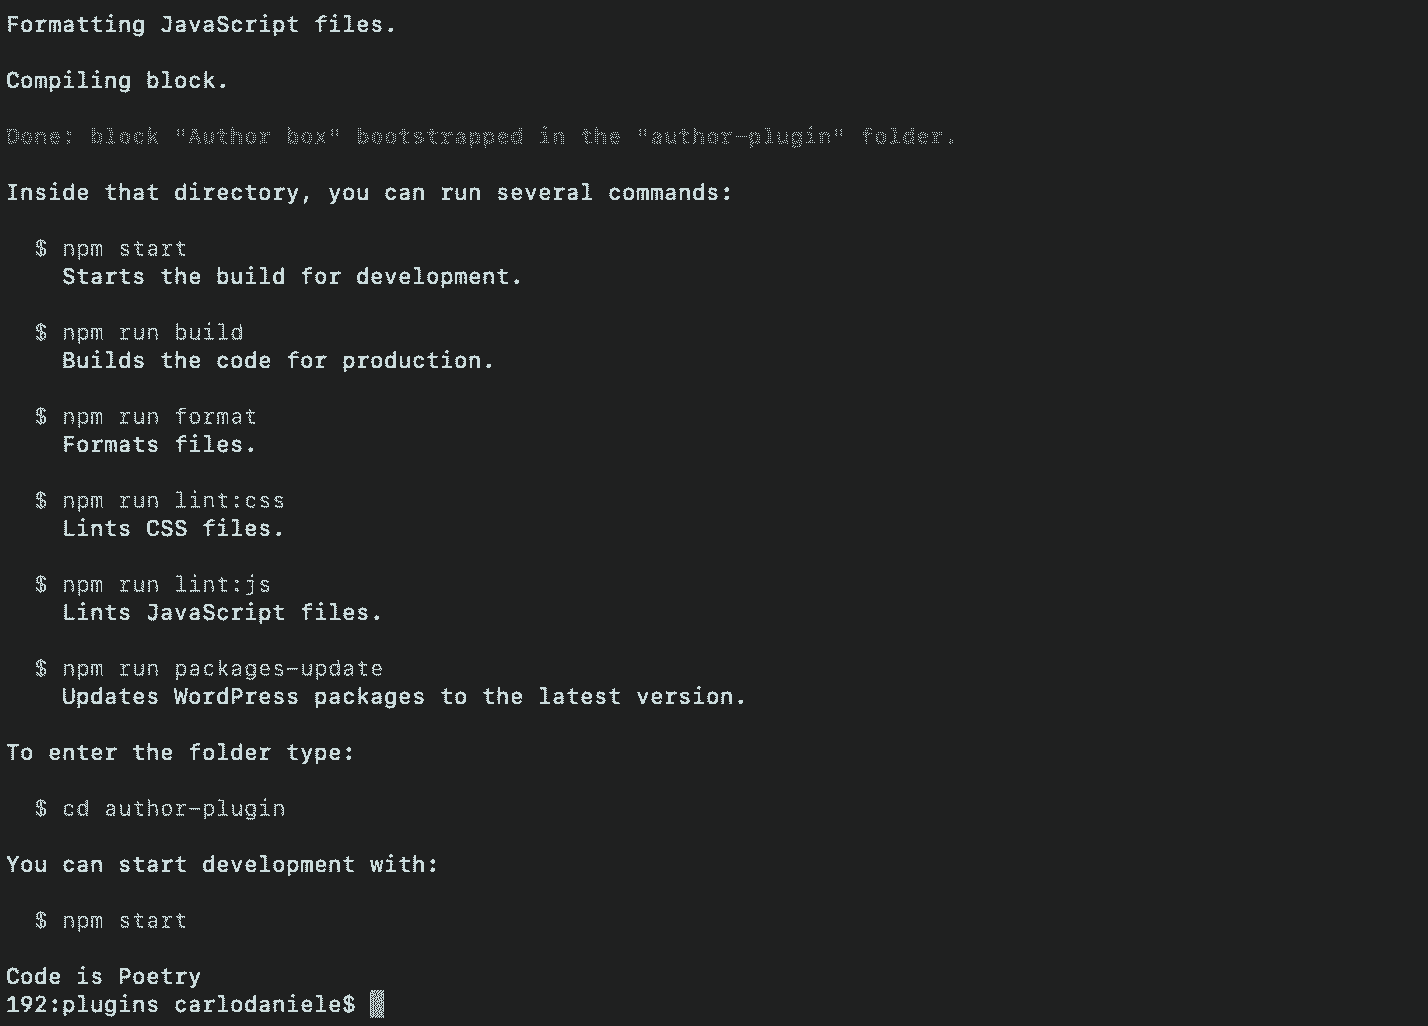 Formatting JavaScript files.
Compiling block.
Done: block "Author box" bootstrapped in the "author-plugin" folder.
Inside that directory, you can run several commands:
$ npm start
Starts the build for development.
$ npm run build
Builds the code for production.
$ npm run format
Formats files.
$ npm run lint:css
Lints CSS files.
$ npm run lint:js
Lints JavaScript files.
$ npm run packages-update
Updates WordPress packages to the latest version.
To enter the folder type:
$ cd author-plugin
You can start development with:
$ npm start
Code is Poetry
192:plugins carlodaniele$